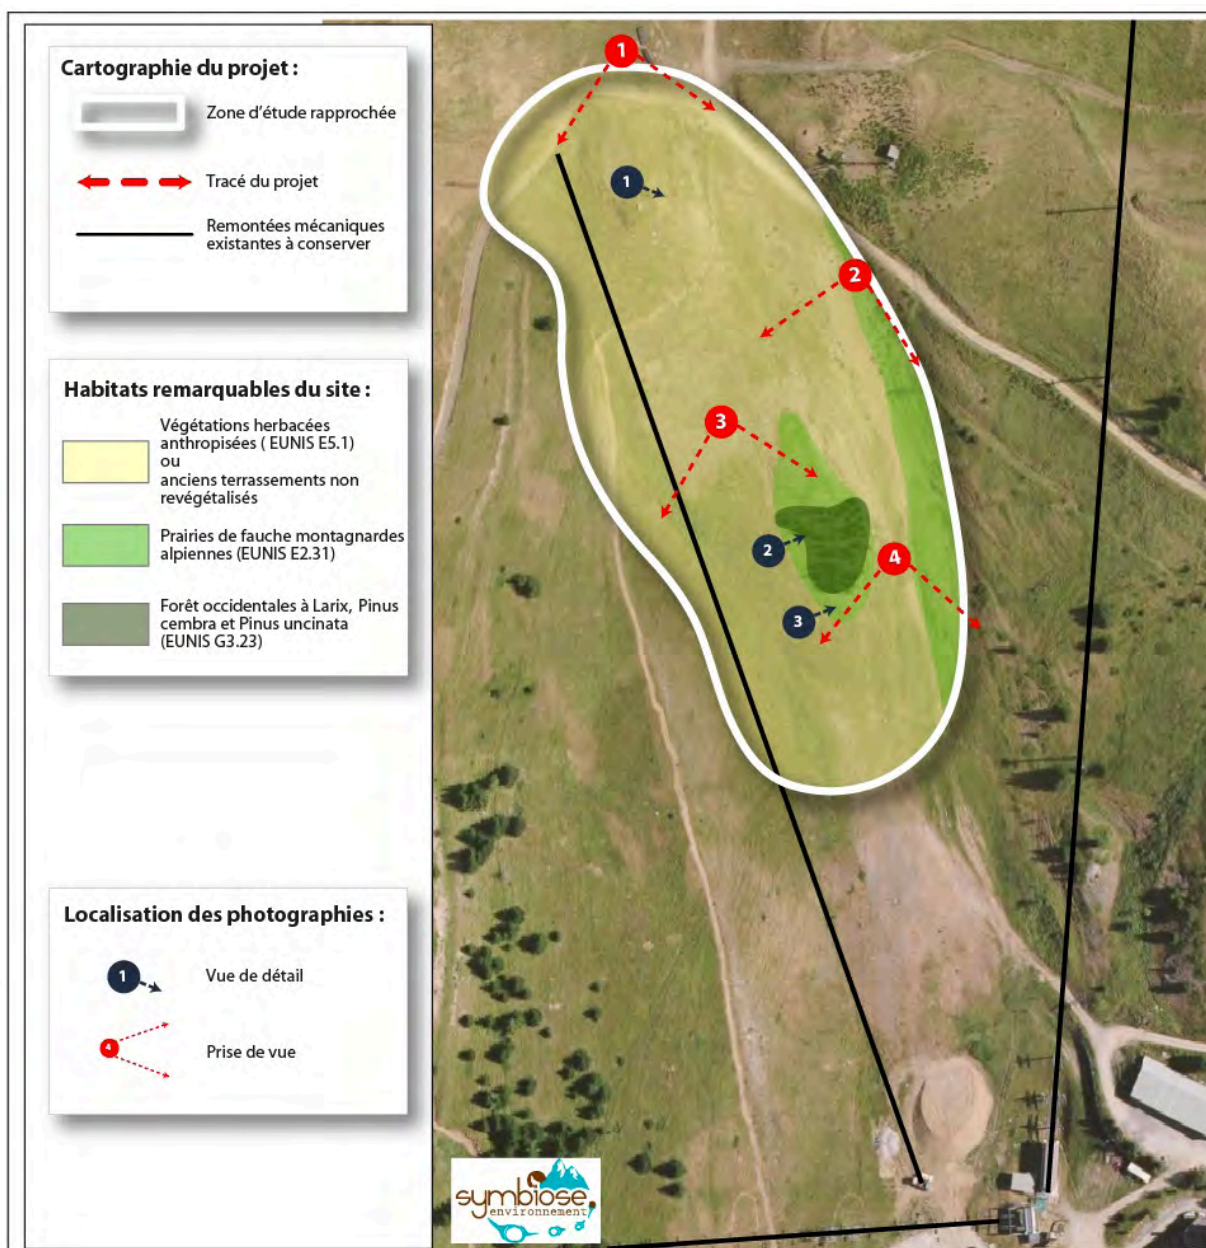 Cartographie du projet :
Zone d'étude rapprochée
Tracé du projet
Remontées mécaniques
existantes à conserver
Habitats remarquables du site :
Végétations herbacées
anthropisées ( EUNIS E5.1)
ou
anciens terrassements non
revégétalisés
Prairies de fauche montagnardes
alpiennes (EUNIS E2.31)
Forêt occidentales à Larix, Pinus
cembra et Pinus uncinata
(EUNIS G3.23)
Localisation des photographies :
1
Vue de détail
4
Prise de vue
1
1
2
3
2
4
3
symbiose
environnement